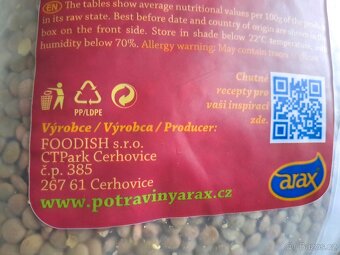 EN The tables show average nutritional values per 100g of the product
in its raw state. Best before date and country of origin are shown in the
box on the front side. Store in shade below 22°C temperature,
humidity below 70%. Allergy warning: May contain traces
Chutné
recepty pro
vaši inspiraci
zde.
PP/LDPE
Výrobce / Výrobca / Producer:
FOODISH s.r.o.
CTPark Cerhovice
č.p. 385
267 61 Cerhovice
www.potravinyarax.cz
arax